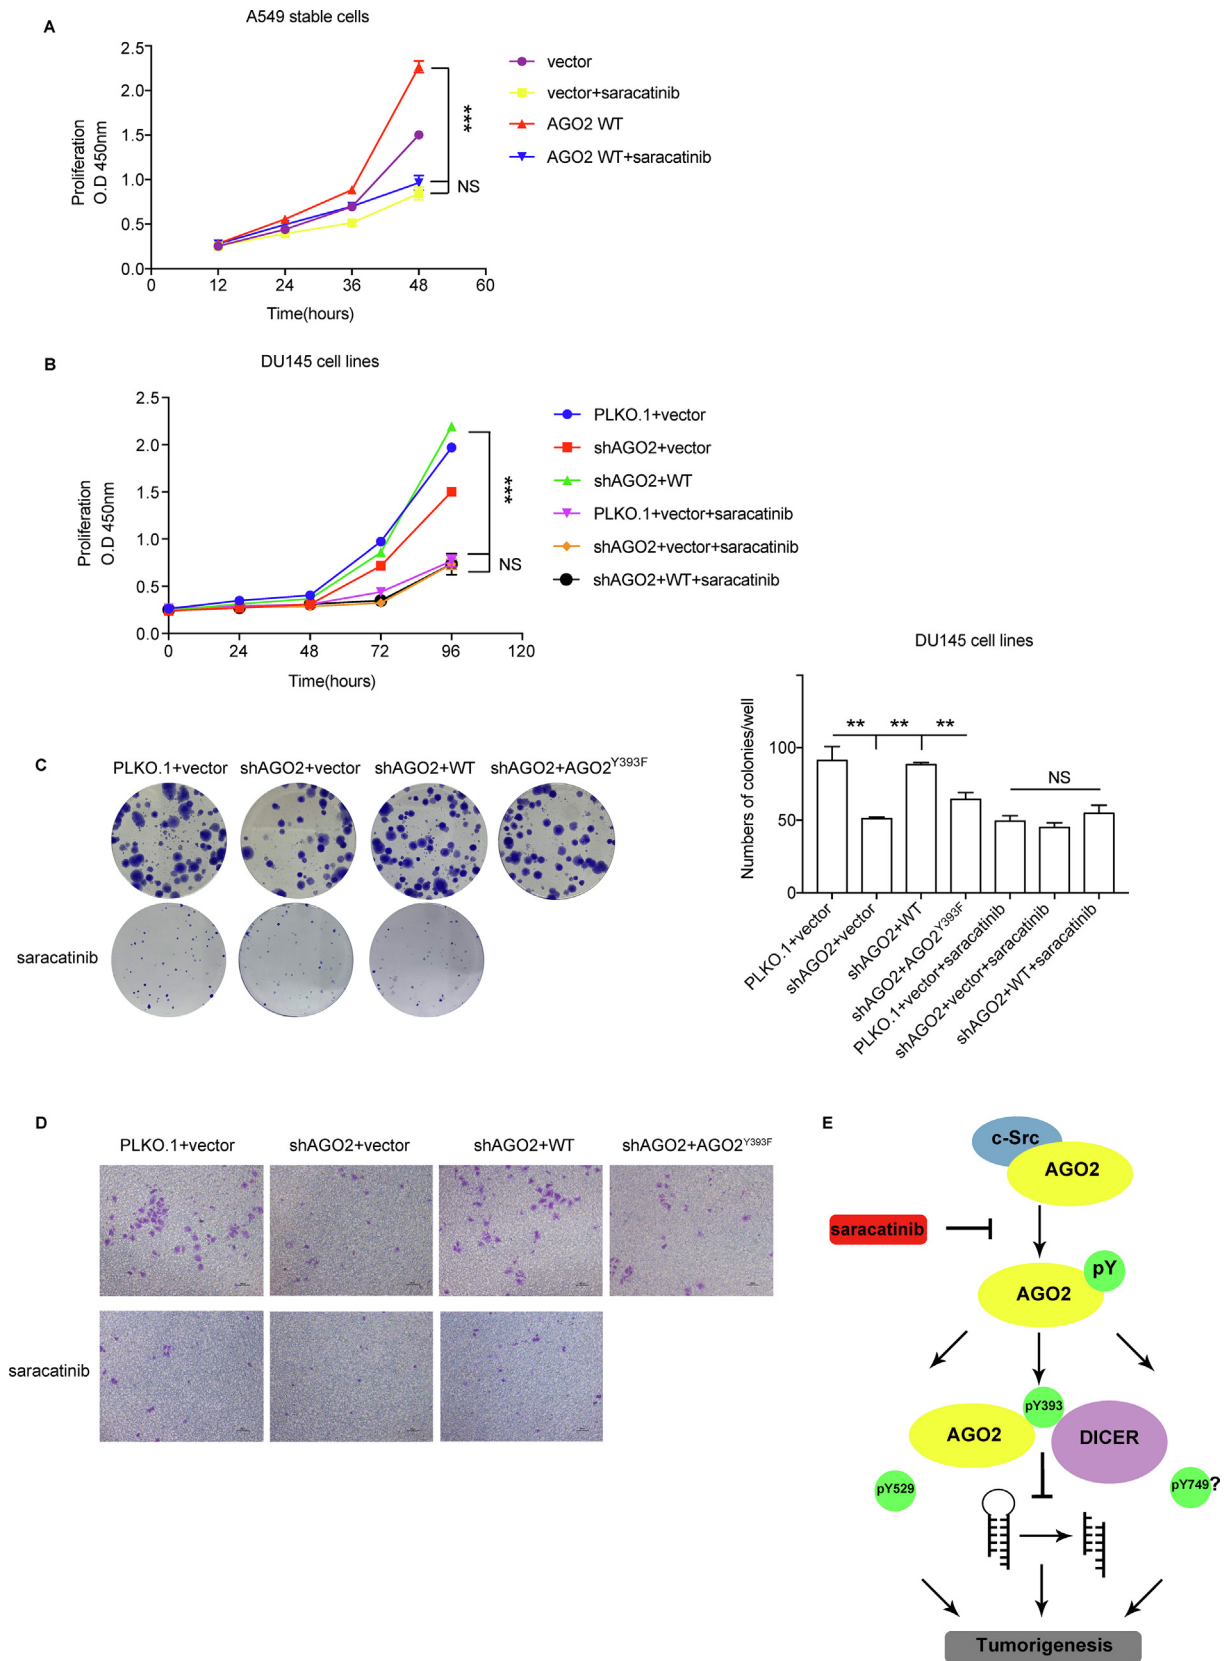 A
A549 stable cells
2.5
2.0
1.5
1.0
0.5
0.0
0
12
24
36
48
60
Proliferation
O.D 450nm
Time(hours)
***
NS
vector
vector+saracatinib
AGO2 WT
AGO2 WT+saracatinib
B
DU145 cell lines
2.5
2.0
1.5
1.0
0.5
0.0
0
24
48
72
96
120
Proliferation
O.D 450nm
Time(hours)
***
NS
PLKO.1+vector
shAGO2+vector
shAGO2+WT
PLKO.1+vector+saracatinib
shAGO2+vector+saracatinib
shAGO2+WT+saracatinib
C
PLKO.1+vector
shAGO2+vector
shAGO2+WT
shAGO2+AGO2Y393F
saracatinib
DU145 cell lines
Numbers of colonies/well
100
50
0
**
**
**
NS
PLKO.1+vector
shAGO2+vector
shAGO2+WT
shAGO2+AGO2Y393F
PLKO.1+vector+saracatinib
shAGO2+vector+saracatinib
shAGO2+WT+saracatinib
D
PLKO.1+vector
shAGO2+vector
shAGO2+WT
shAGO2+AGO2Y393F
saracatinib
E
c-Src
AGO2
saracatinib
pY
AGO2
pY393
AGO2
DICER
pY529
pY749?
Tumorigenesis